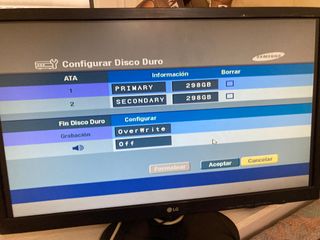 Configurar Disco Duro
SAMSUNG
ATA Información Borrar
1 PRIMARY 298GB
2 SECONDARY 298GB
Fin Disco Duro Configurar
Grabación OverWrite
Off
Formatear Aceptar Cancelar
LG